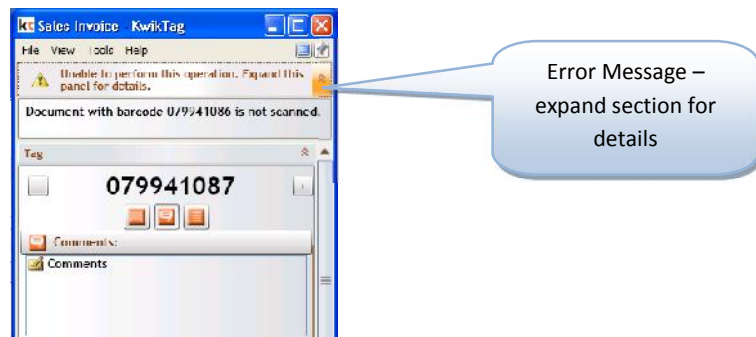 kt Sales Invoice - KwikTag
File View Tools Help
Unable to perform this operation. Expand this
panel for details.
Document with barcode 079941086 is not scanned.
Tag
079941087
Comments:
Comments
Error Message –
expand section for
details